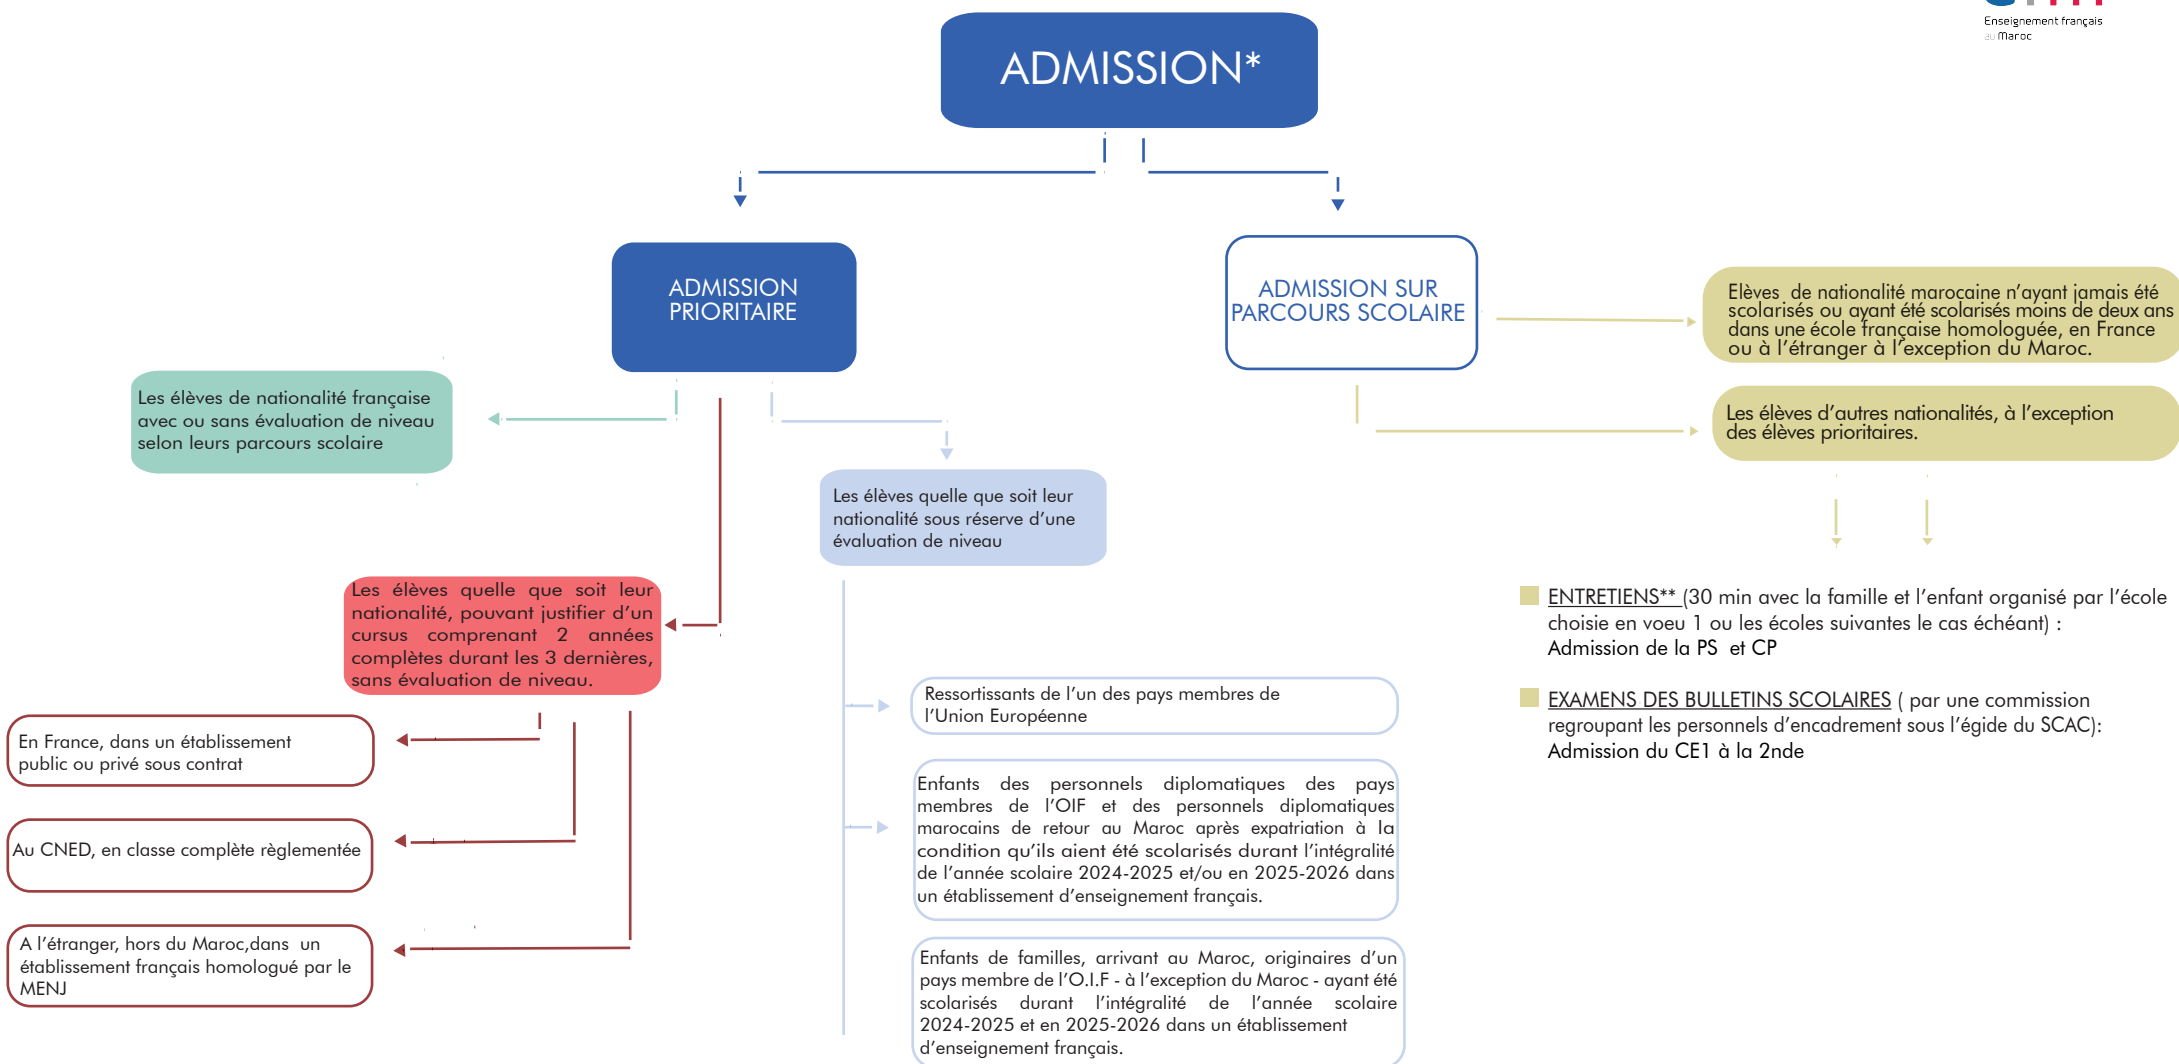 Enseignement français
au Maroc
ADMISSION*
ADMISSION
PRIORITAIRE
ADMISSION SUR
PARCOURS SCOLAIRE
Elèves de nationalité marocaine n'ayant jamais été
scolarisés ou ayant été scolarisés moins de deux ans
dans une école française homologuée, en France
ou à l'étranger à l'exception du Maroc.
Les élèves d'autres nationalités, à l'exception
des élèves prioritaires.
Les élèves de nationalité française
avec ou sans évaluation de niveau
selon leurs parcours scolaire
Les élèves quelle que soit leur
nationalité sous réserve d'une
évaluation de niveau
Les élèves quelle que soit leur
nationalité, pouvant justifier d'un
cursus comprenant 2 années
complètes durant les 3 dernières,
sans évaluation de niveau.
En France, dans un établissement
public ou privé sous contrat
Au CNED, en classe complète règlementée
A l'étranger, hors du Maroc,dans un
établissement français homologué par le
MENJ
Ressortissants de l'un des pays membres de
l'Union Européenne
Enfants des personnels diplomatiques des pays
membres de l'OIF et des personnels diplomatiques
marocains de retour au Maroc après expatriation à la
condition qu'ils aient été scolarisés durant l'intégralité
de l'année scolaire 2024-2025 et/ou en 2025-2026 dans
un établissement d'enseignement français.
Enfants de familles, arrivant au Maroc, originaires d'un
pays membre de l'O.I.F - à l'exception du Maroc - ayant été
scolarisés durant l'intégralité de l'année scolaire
2024-2025 et en 2025-2026 dans un établissement
d'enseignement français.
ENTRETIENS** (30 min avec la famille et l'enfant organisé par l'école
choisie en voeu 1 ou les écoles suivantes le cas échéant) :
Admission de la PS et CP
EXAMENS DES BULLETINS SCOLAIRES ( par une commission
regroupant les personnels d'encadrement sous l'égide du SCAC):
Admission du CE1 à la 2nde